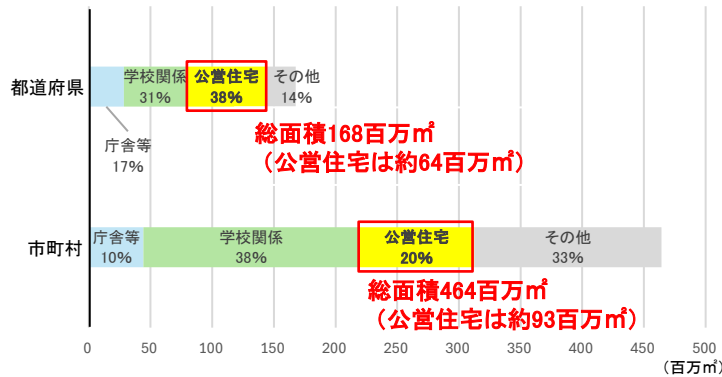 学校関係 公営住宅 その他
都道府県
31% 38% 14%
庁舎等
17%
総面積168百万㎡
（公営住宅は約64百万㎡）
庁舎等 学校関係 公営住宅 その他
市町村
10% 38% 20% 33%
総面積464百万㎡
（公営住宅は約93百万㎡）
0 50 100 150 200 250 300 350 400 450 500
（百万㎡）